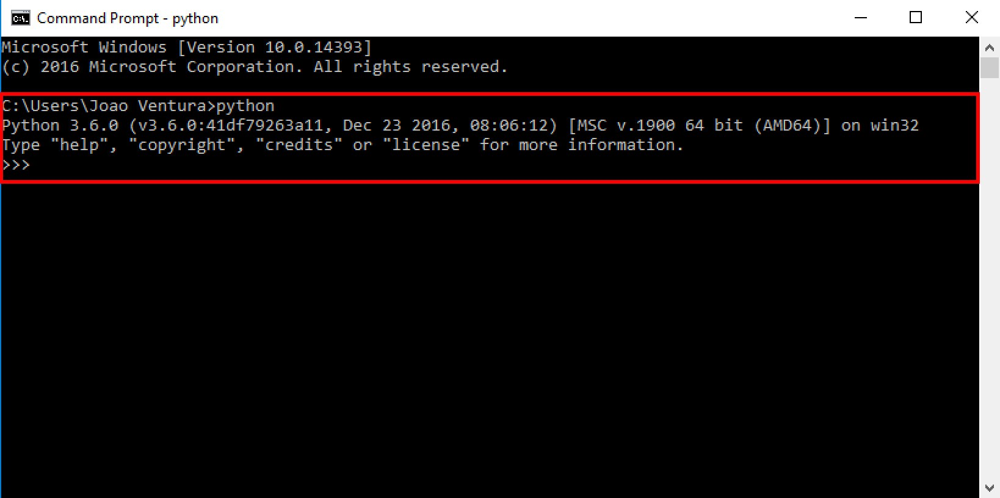 Command Prompt - python
Microsoft Windows [Version 10.0.14393]
(c) 2016 Microsoft Corporation. All rights reserved.
C:\Users\Joao Ventura>python
Python 3.6.0 (v3.6.0:41df79263a11, Dec 23 2016, 08:06:12) [MSC v.1900 64 bit (AMD64)] on win32
Type "help", "copyright", "credits" or "license" for more information.
>>>